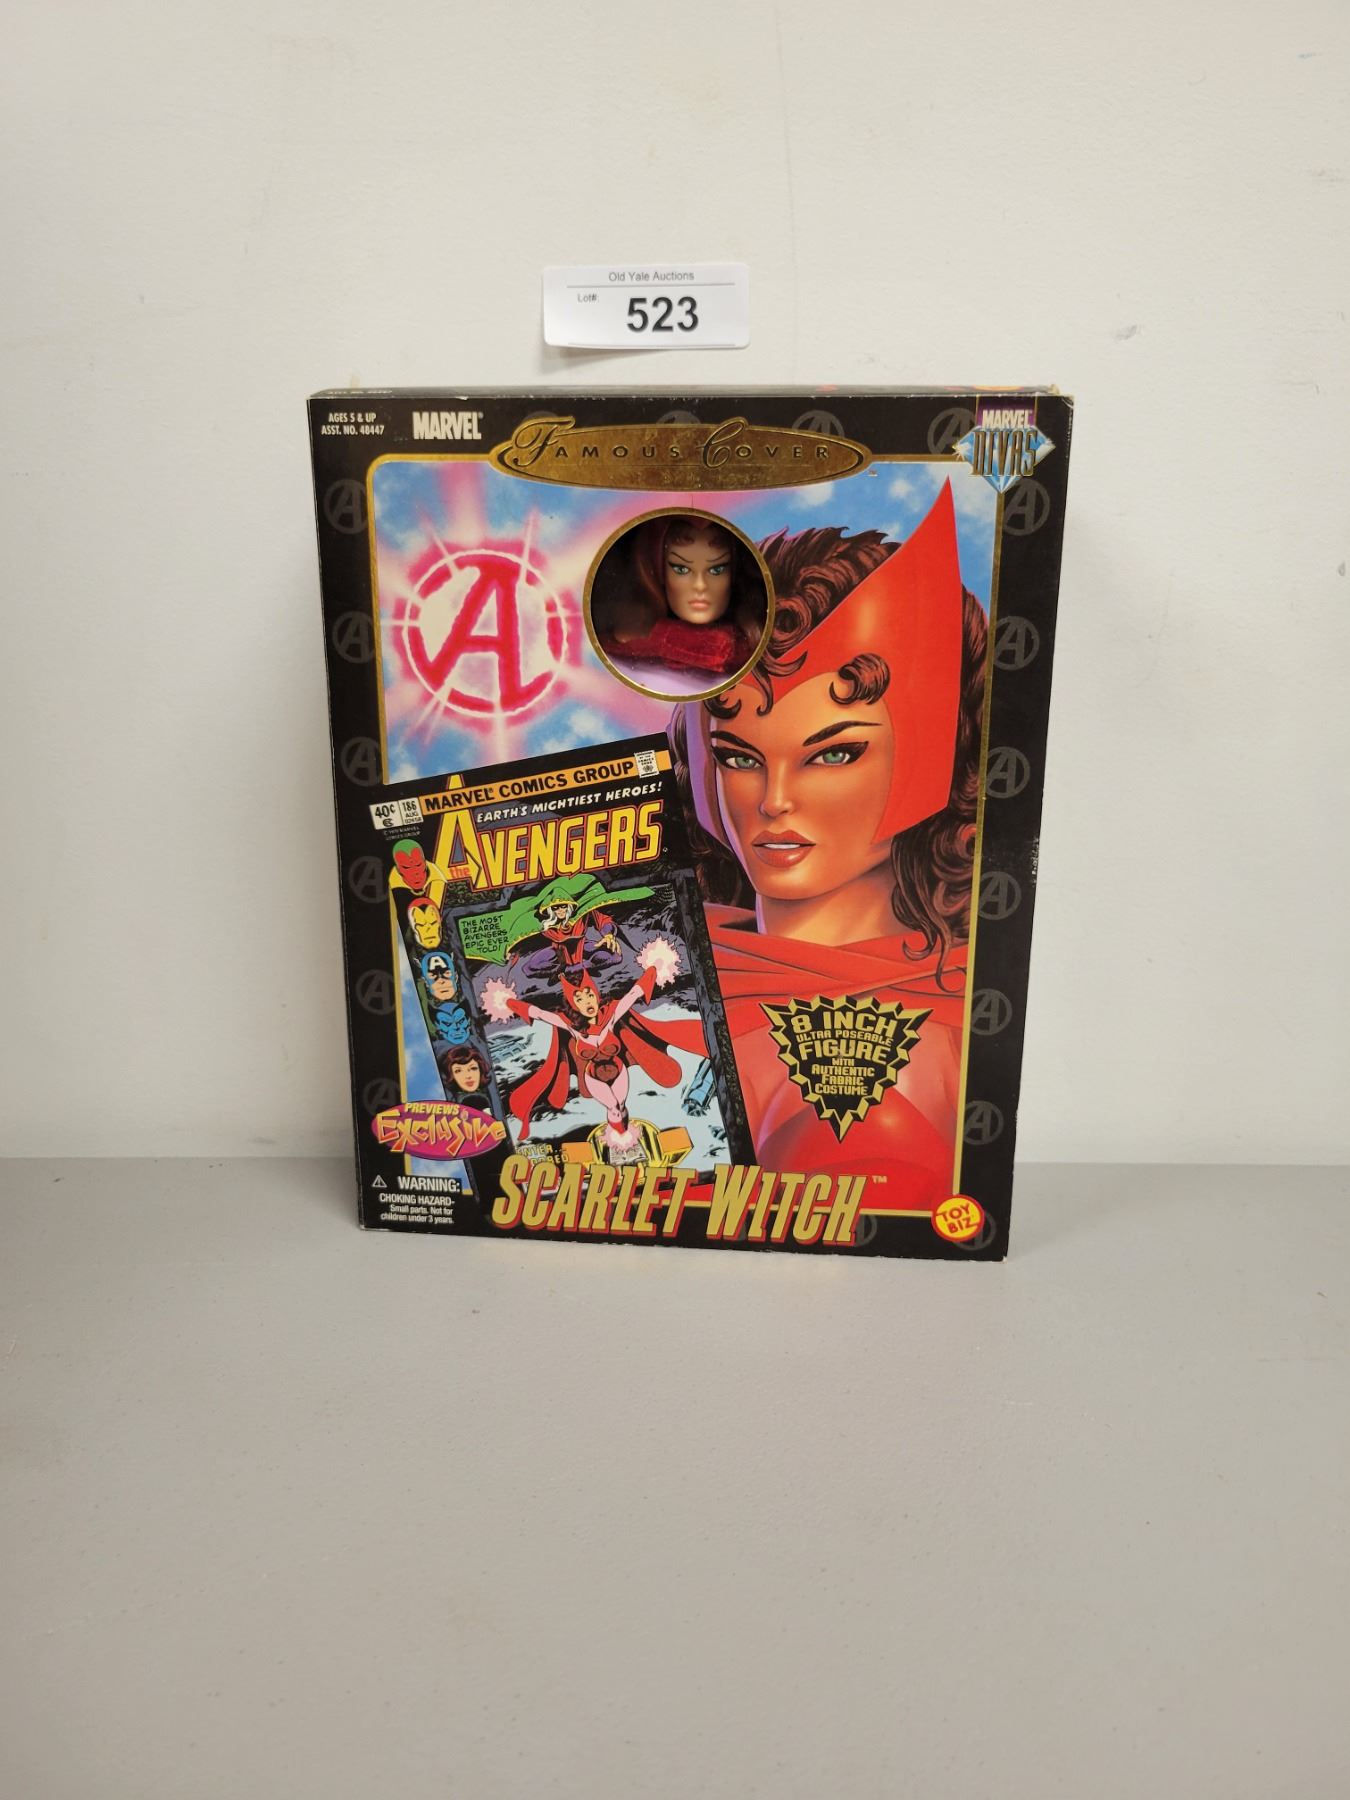 Old Yale Auctions
Lot#: 523
AGES 5 & UP
ASST. NO. 48447
MARVEL
FAMOUS COVER
MARVEL
DIVAS
A
40¢ 186 MARVEL COMICS GROUP
AUG
EARTH'S MIGHTIEST HEROES!
the AVENGERS
THE MOST
BIZARRE
AVENGERS
EPIC EVER
TOLD!
8 INCH
ULTRA POSEABLE
FIGURE
WITH
AUTHENTIC
FABRIC
COSTUME
PREVIEWS
Exclusive
WARNING:
CHOKING HAZARD-
Small parts. Not for
children under 3 years.
SCARLET WITCH™
TOY
BIZ